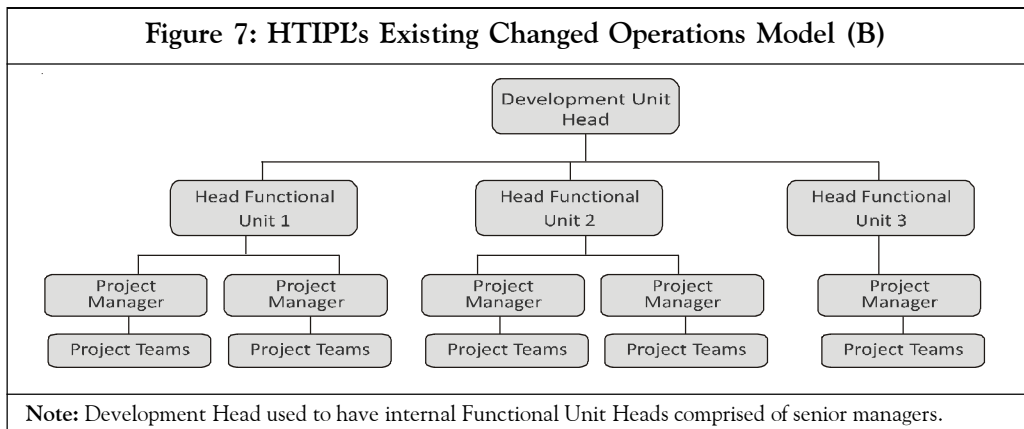 Figure 7: HTIPL's Existing Changed Operations Model (B)
Development Unit
Head
Head Functional
Unit 1
Head Functional
Unit 2
Head Functional
Unit 3
Project
Manager
Project
Manager
Project
Manager
Project
Manager
Project
Manager
Project Teams
Project Teams
Project Teams
Project Teams
Project Teams
Note: Development Head used to have internal Functional Unit Heads comprised of senior managers.